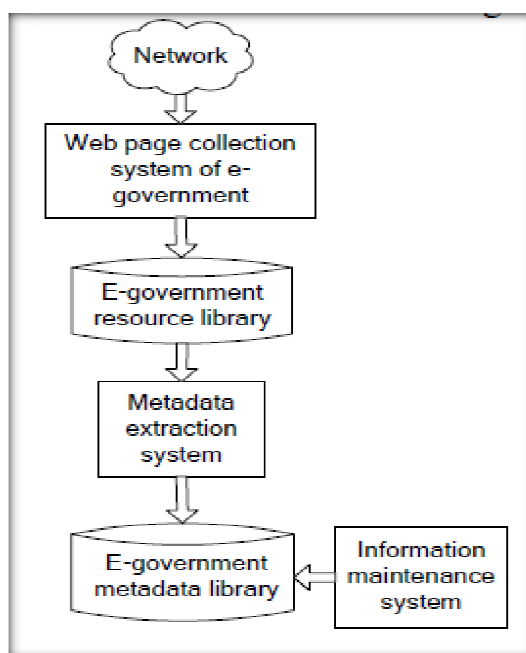 Network
Web page collection
system of e-
government
E-government
resource library
Metadata
extraction
system
E-government
metadata library
Information
maintenance
system